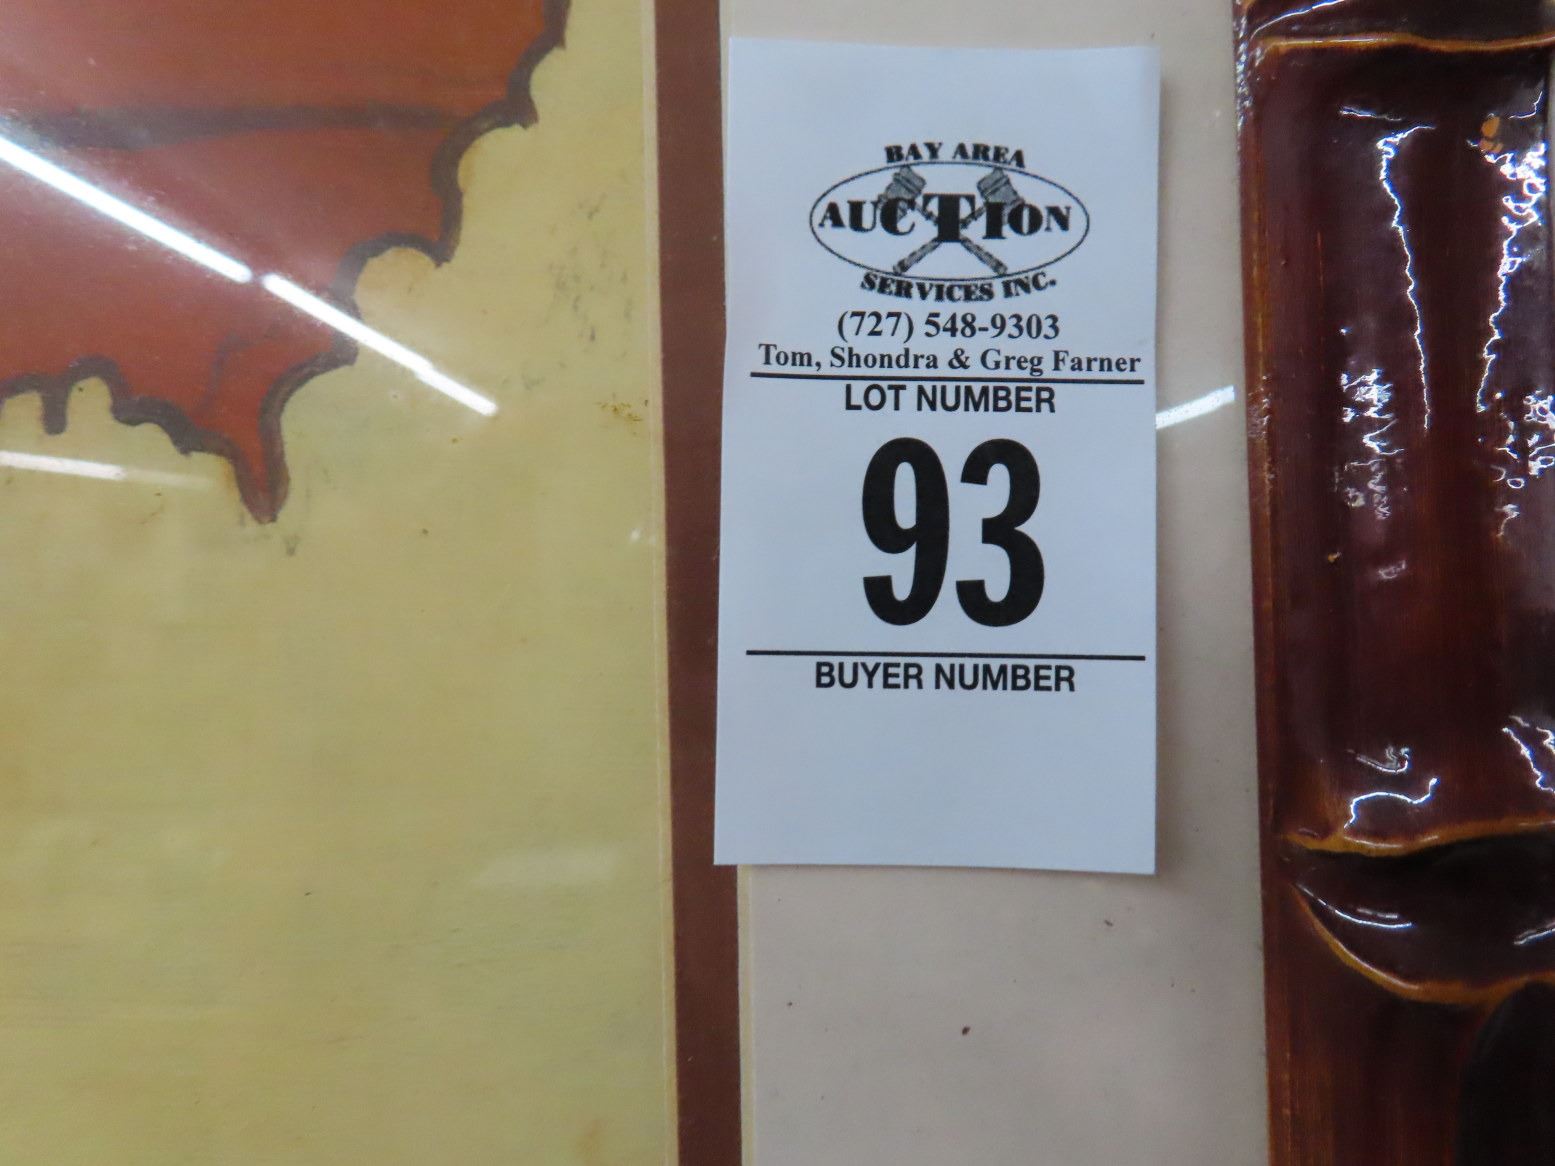 BAY AREA
AUCTION
SERVICES INC.
(727) 548-9303
Tom, Shondra & Greg Farner
LOT NUMBER
93
BUYER NUMBER